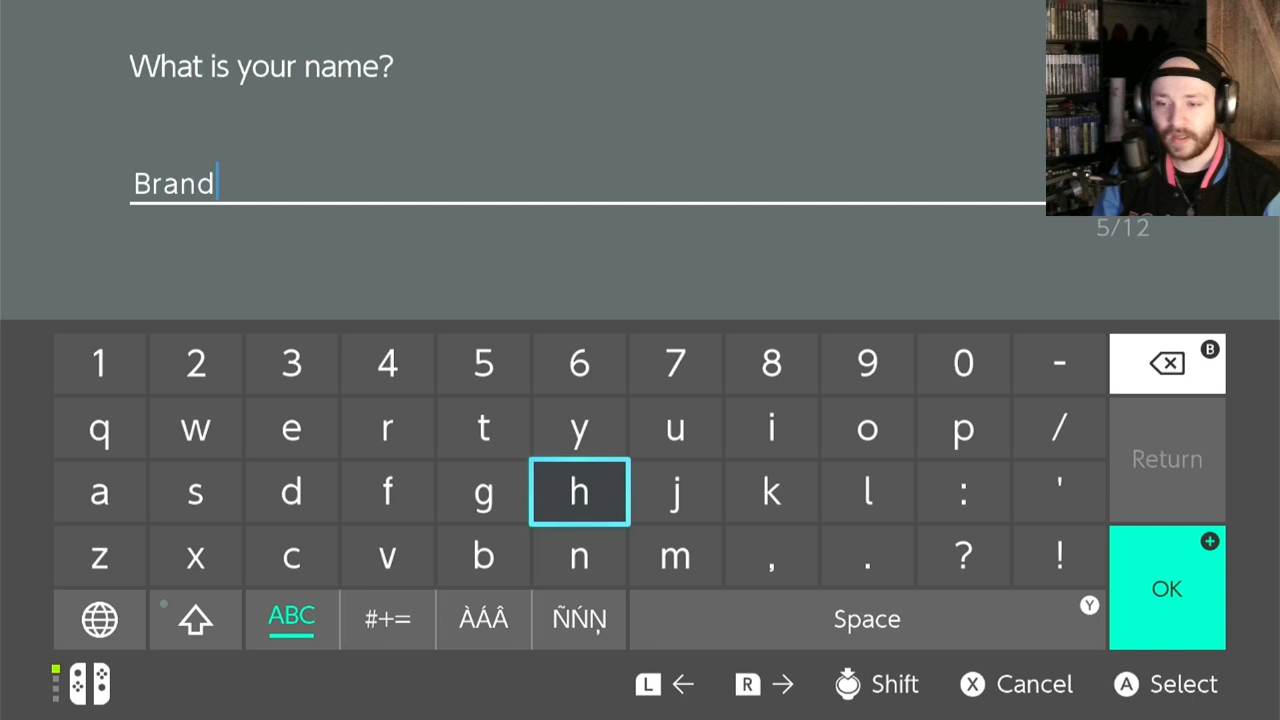 What is your name?
Brand
5/12
1 2 3 4 5 6 7 8 9 0 - B
q w e r t y u i o p /
Return
a s d f g h j k l : '
z x c v b n m , . ? ! +
OK
ABC #+= ÀÁÂ ÑŃŅ Space Y
L ← R → Shift X Cancel A Select